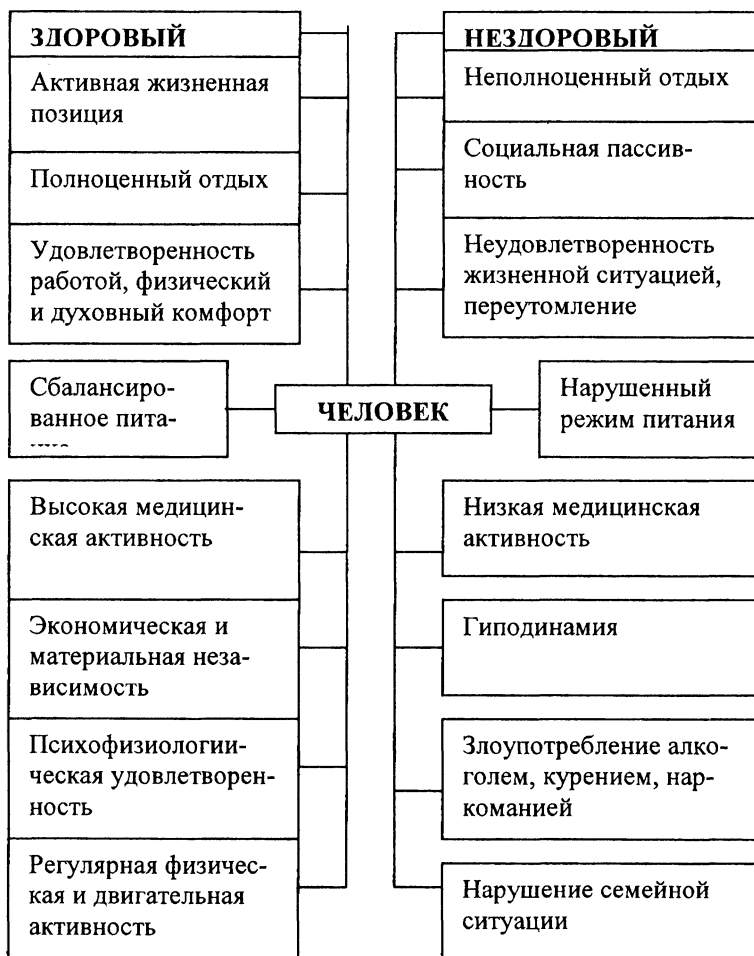 ЗДОРОВЫЙ
Активная жизненная
позиция
Полноценный отдых
Удовлетворенность
работой, физический
и духовный комфорт
Сбалансиро-
ванное пита-
Высокая медицин-
ская активность
Экономическая и
материальная неза-
висимость
Психофизиологии-
ческая удовлетворен-
ность
Регулярная физичес-
кая и двигательная
активность
ЧЕЛОВЕК
НЕЗДОРОВЫЙ
Неполноценный отдых
Социальная пассив-
ность
Неудовлетворенность
жизненной ситуацией,
переутомление
Нарушенный
режим питания
Низкая медицинская
активность
Гиподинамия
Злоупотребление алко-
голем, курением, нар-
команией
Нарушение семейной
ситуации